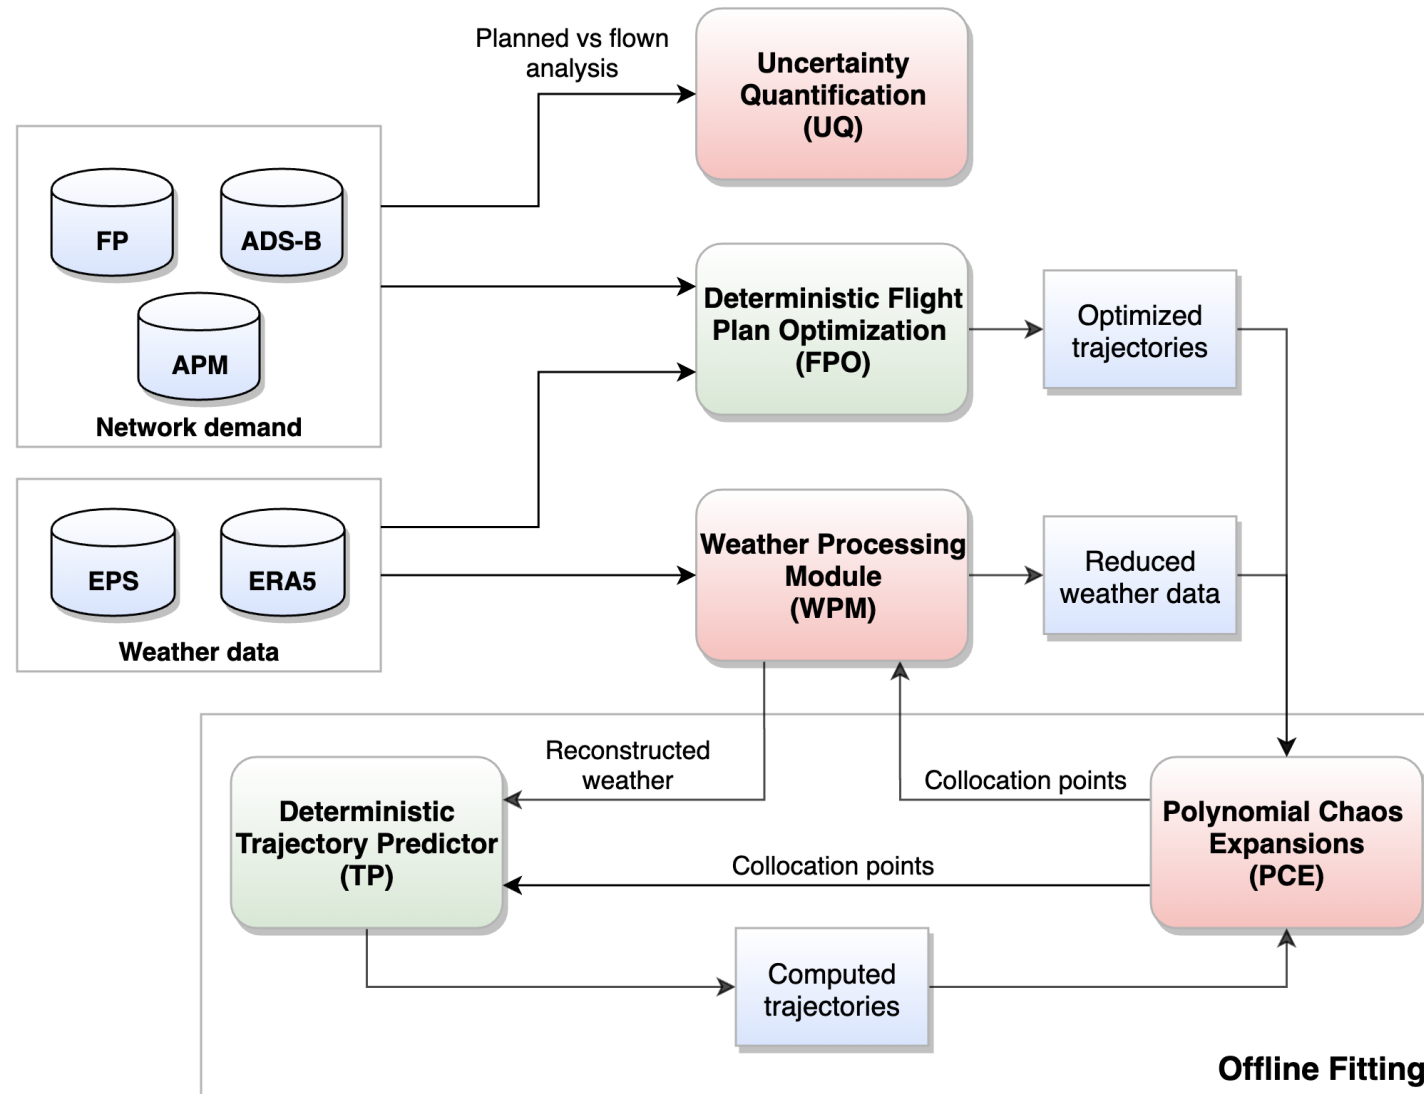 Planned vs flown
analysis
Uncertainty
Quantification
(UQ)
FP
ADS-B
APM
Network demand
Deterministic Flight
Plan Optimization
(FPO)
Optimized
trajectories
EPS
ERA5
Weather data
Weather Processing
Module
(WPM)
Reduced
weather data
Reconstructed
weather
Collocation points
Deterministic
Trajectory Predictor
(TP)
Polynomial Chaos
Expansions
(PCE)
Collocation points
Computed
trajectories
Offline Fitting